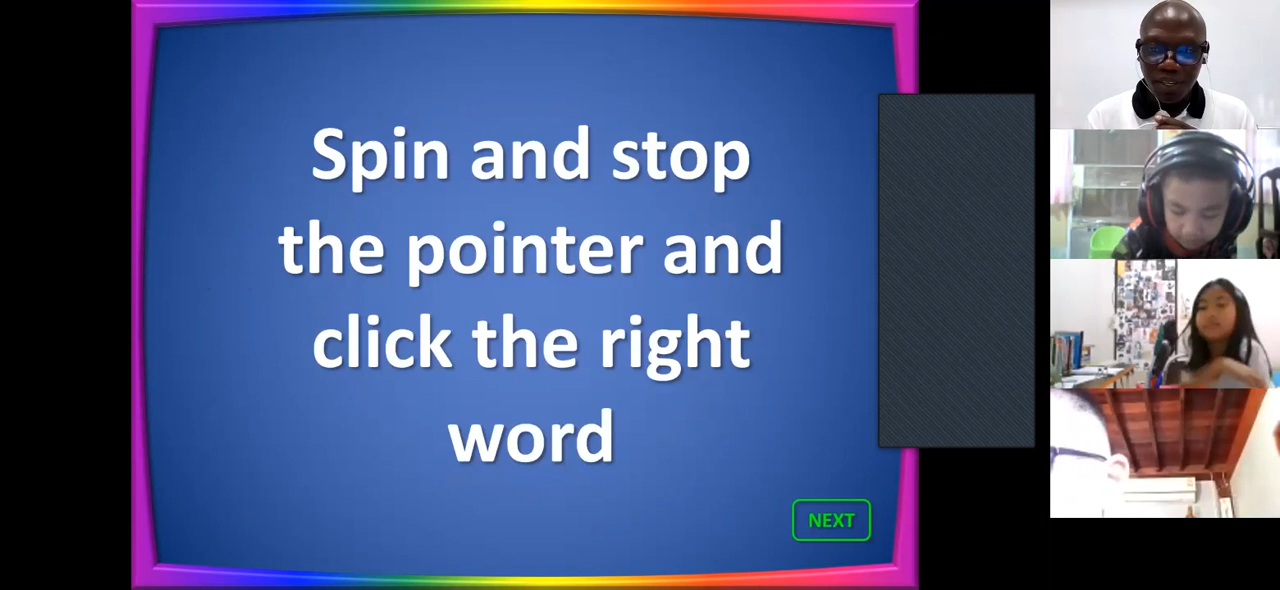 Spin and stop
the pointer and
click the right
word
NEXT